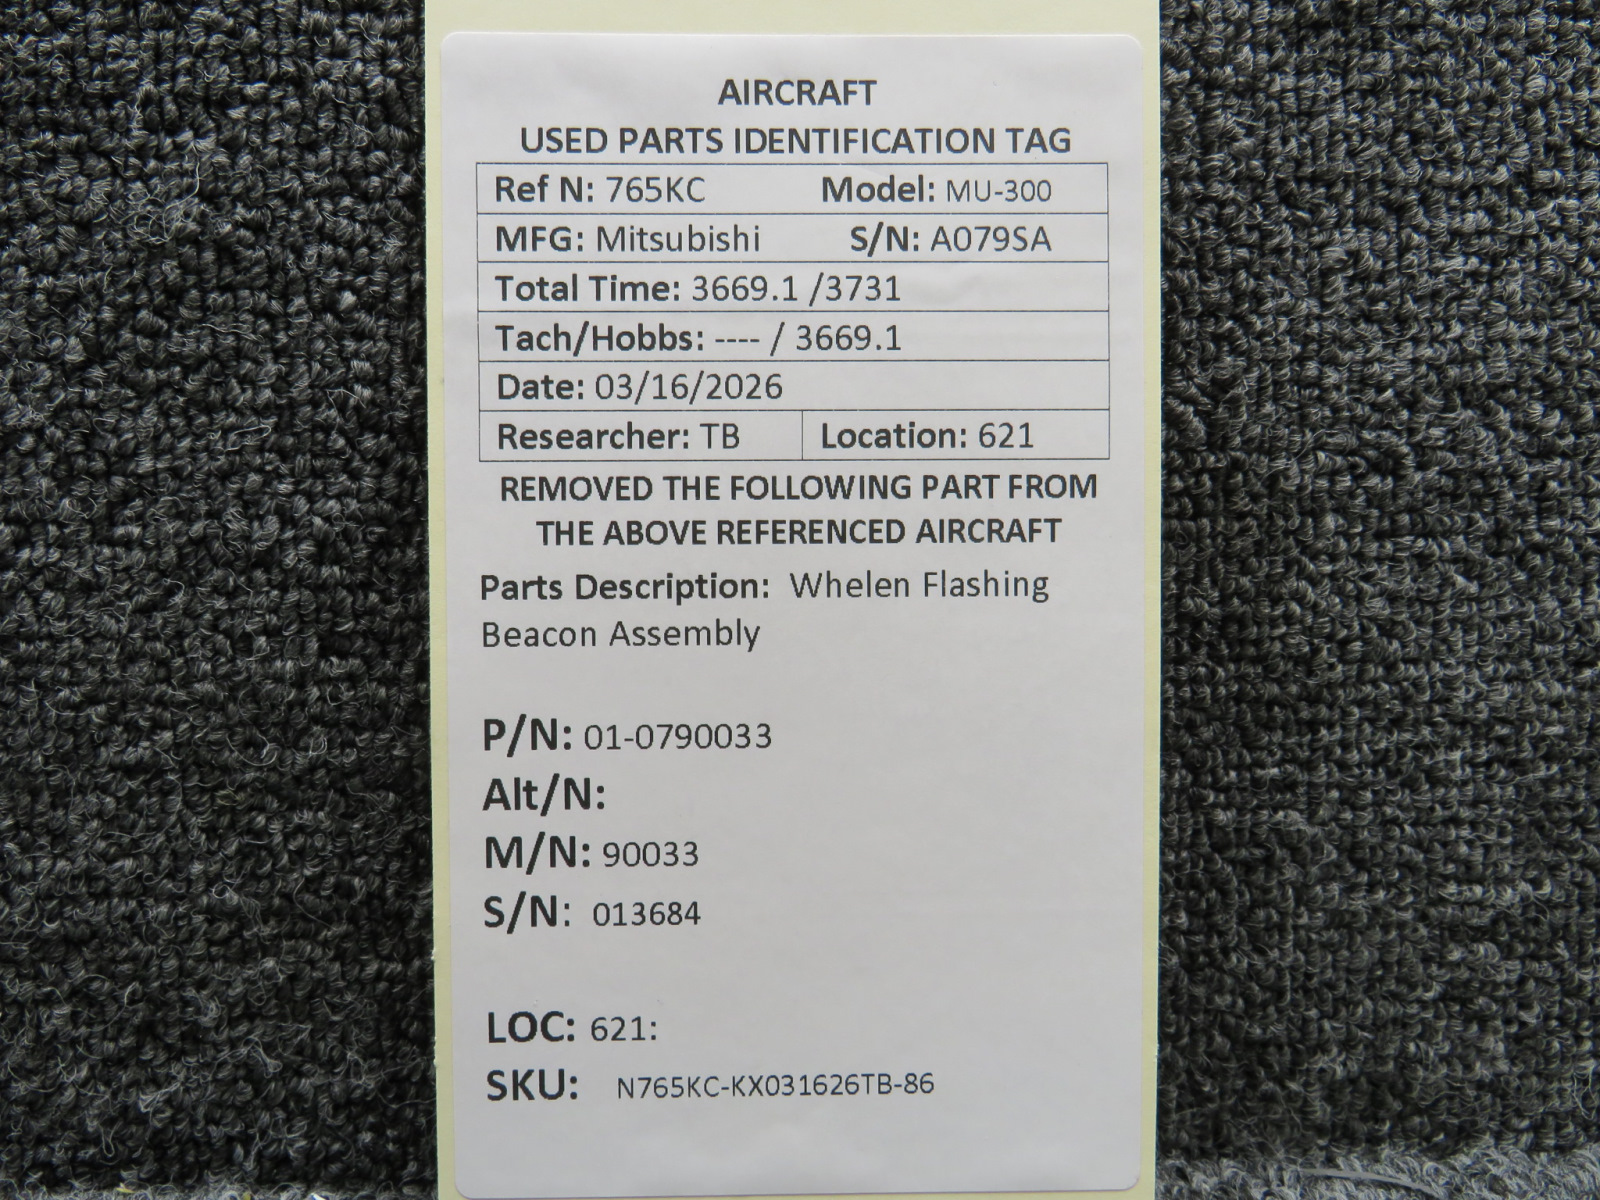 AIRCRAFT
USED PARTS IDENTIFICATION TAG
Ref N: 765KC Model: MU-300
MFG: Mitsubishi S/N: A079SA
Total Time: 3669.1 /3731
Tach/Hobbs: ---- / 3669.1
Date: 03/16/2026
Researcher: TB Location: 621
REMOVED THE FOLLOWING PART FROM
THE ABOVE REFERENCED AIRCRAFT
Parts Description: Whelen Flashing
Beacon Assembly
P/N: 01-0790033
Alt/N:
M/N: 90033
S/N: 013684
LOC: 621:
SKU: N765KC-KX031626TB-86